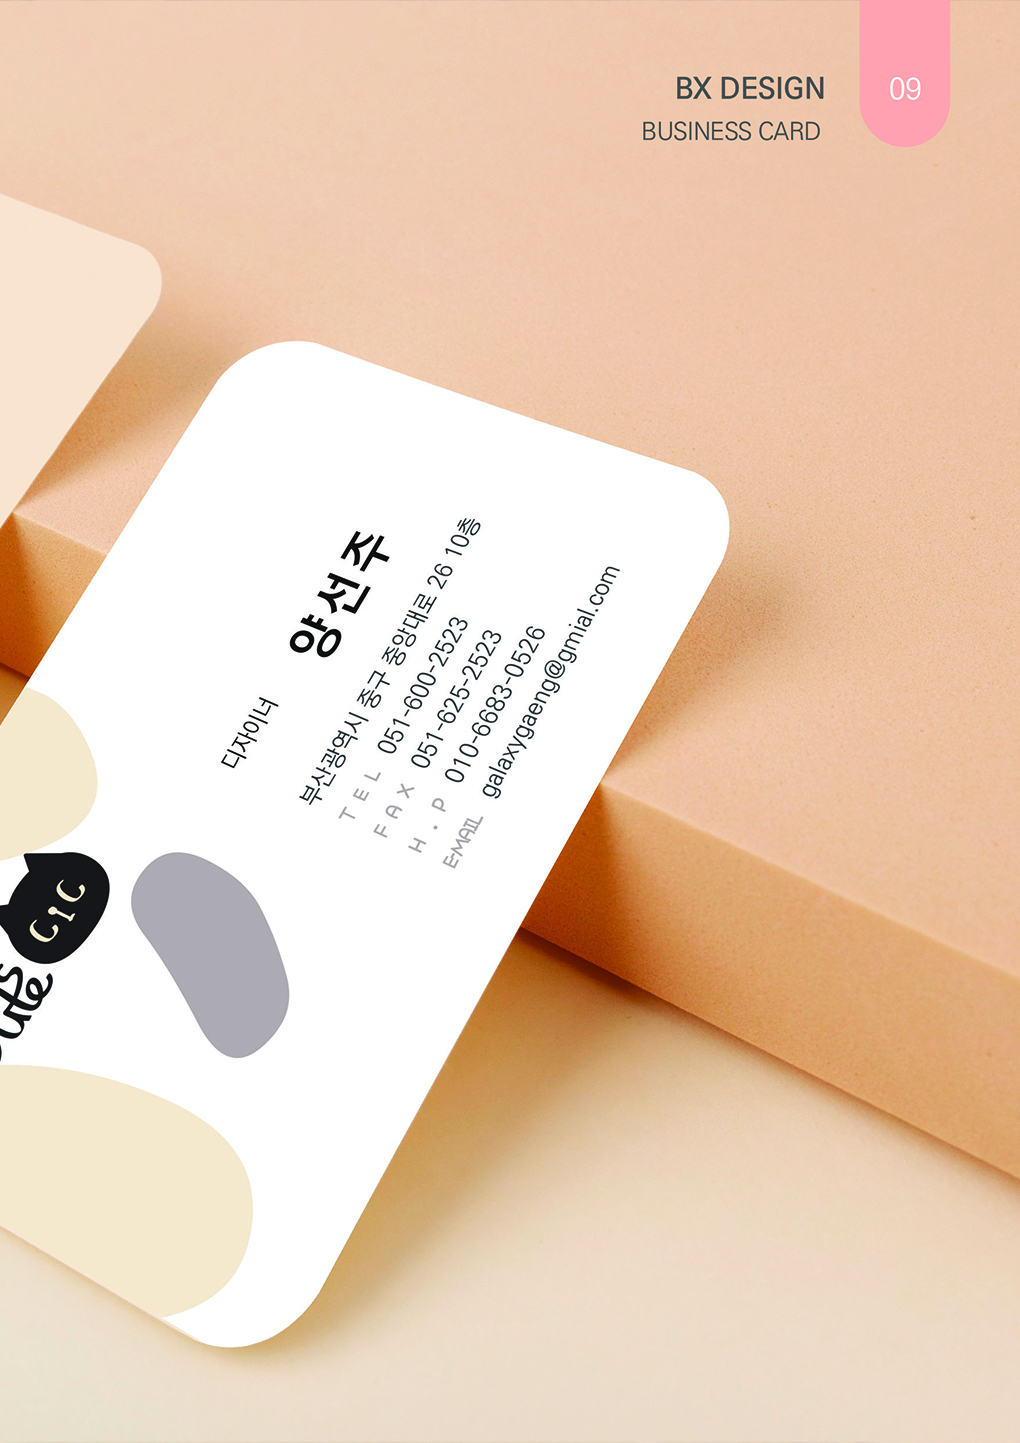 BX DESIGN
BUSINESS CARD
09
디자이너
양선주
부산광역시 중구 중앙대로 26 10층
TEL 051-600-2523
FAX 051-625-2523
H.P 010-6683-0526
E-MAIL galaxygaeng@gmial.com
CIC